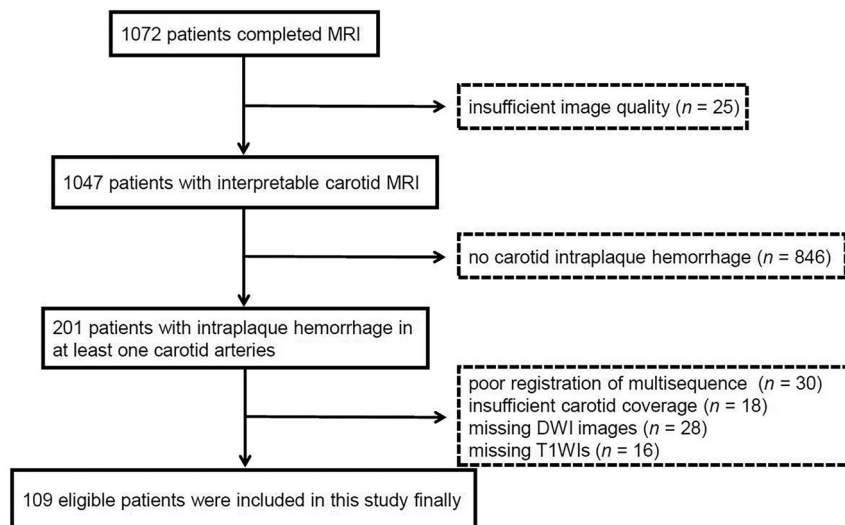 1072 patients completed MRI
insufficient image quality (n = 25)
1047 patients with interpretable carotid MRI
no carotid intraplaque hemorrhage (n = 846)
201 patients with intraplaque hemorrhage in
at least one carotid arteries
poor registration of multisequence (n = 30)
insufficient carotid coverage (n = 18)
missing DWI images (n = 28)
missing T1WIs (n = 16)
109 eligible patients were included in this study finally